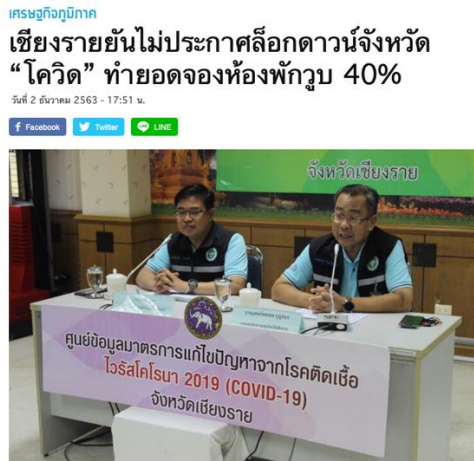 เศรษฐกิจภูมิภาค
เชียงรายยันไม่ประกาศล็อกดาวน์จังหวัด
“โควิด” ทำยอดจองห้องพักวูบ 40%
วันที่ 2 ธันวาคม 2563 - 17:51 น.
Facebook
Twitter
LINE
จังหวัดเชียงราย
ศูนย์ข้อมูลมาตรการแก้ไขปัญหาจากโรคติดเชื้อ
ไวรัสโคโรนา 2019 (COVID-19)
จังหวัดเชียงราย